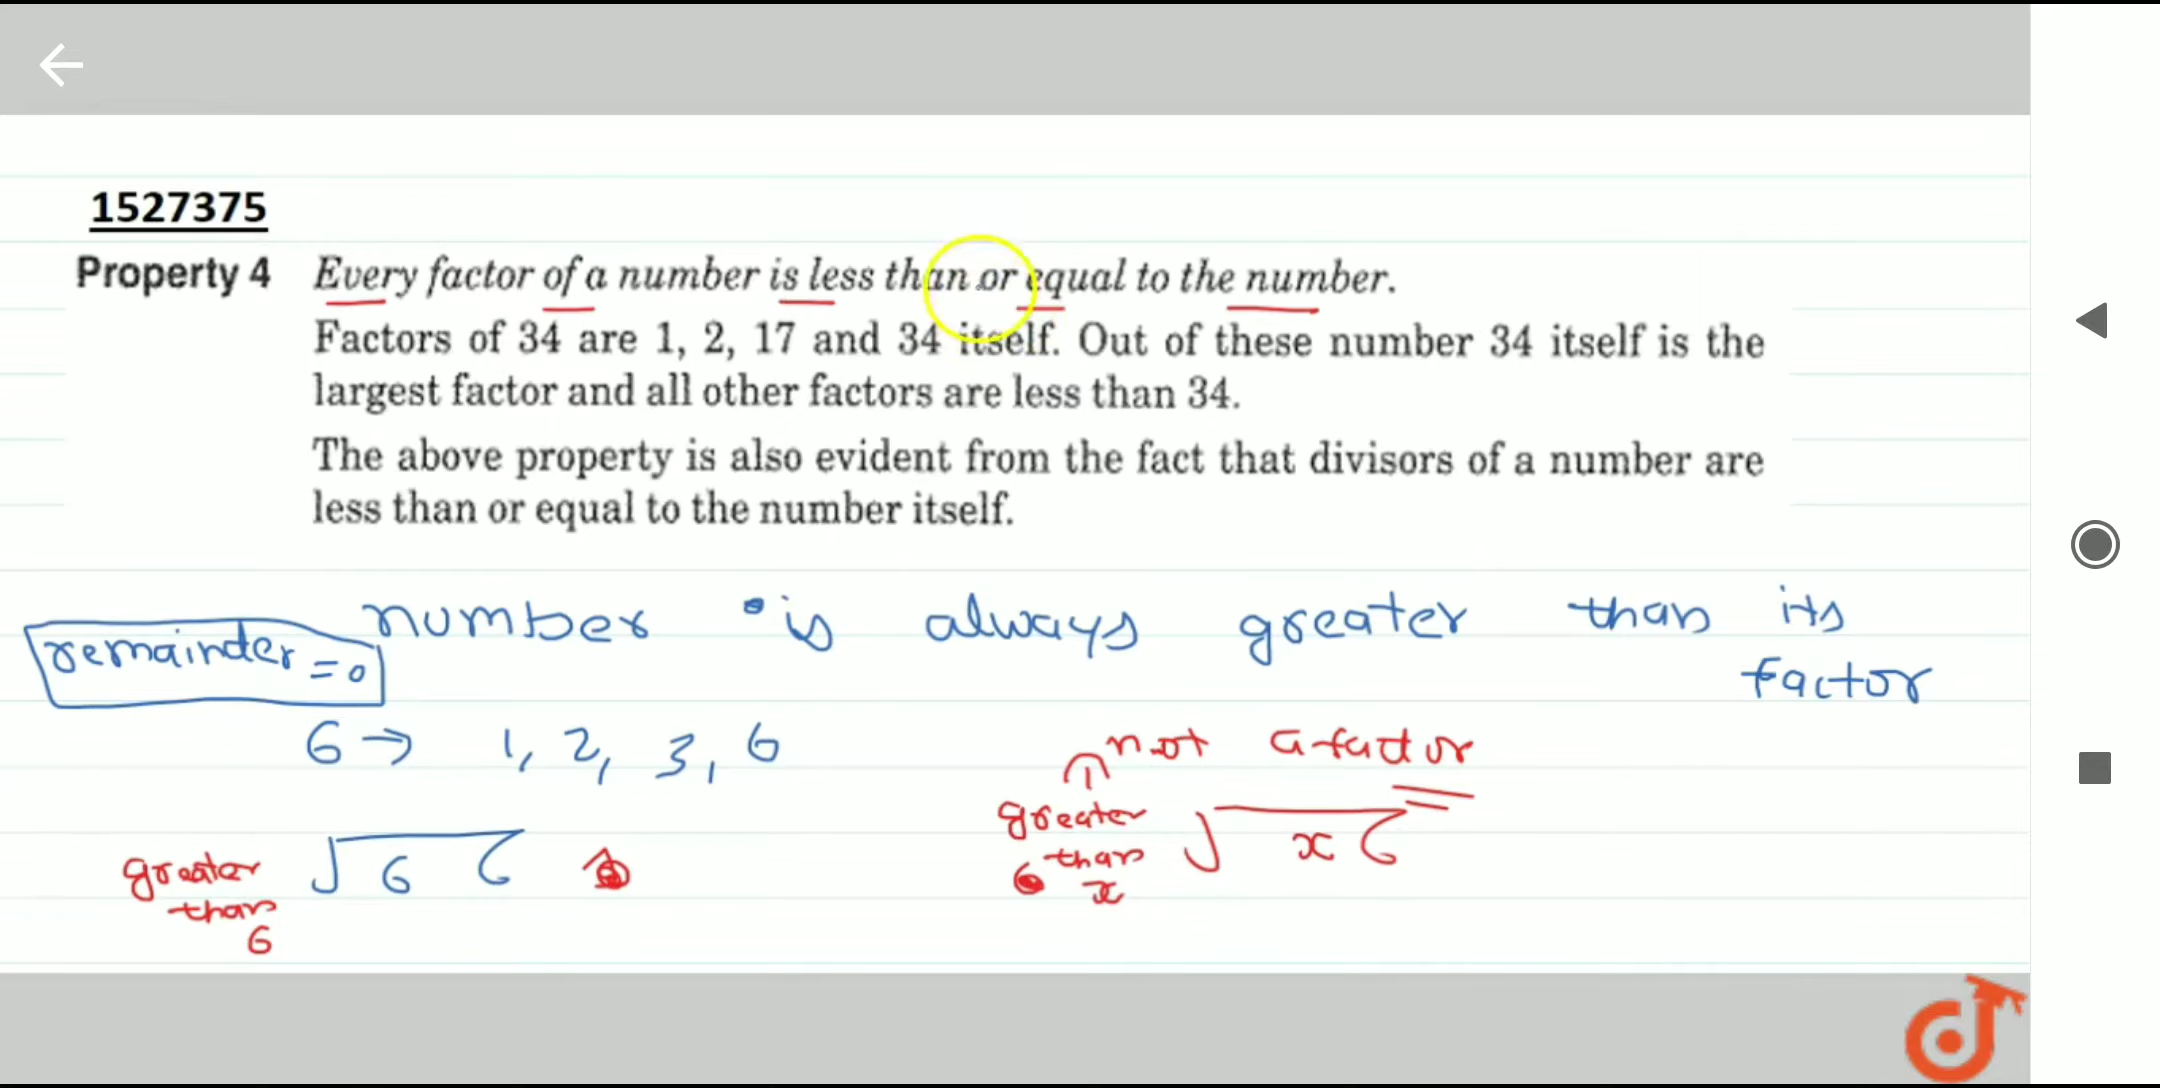 1527375
Property 4 Every factor of a number is less than or equal to the number.
Factors of 34 are 1, 2, 17 and 34 itself. Out of these number 34 itself is the
largest factor and all other factors are less than 34.
The above property is also evident from the fact that divisors of a number are
less than or equal to the number itself.
number is always greater than its
factor
remainder = 0
6 → 1, 2, 3, 6
not a factor
greater
than
x
x
greater
than
6
6